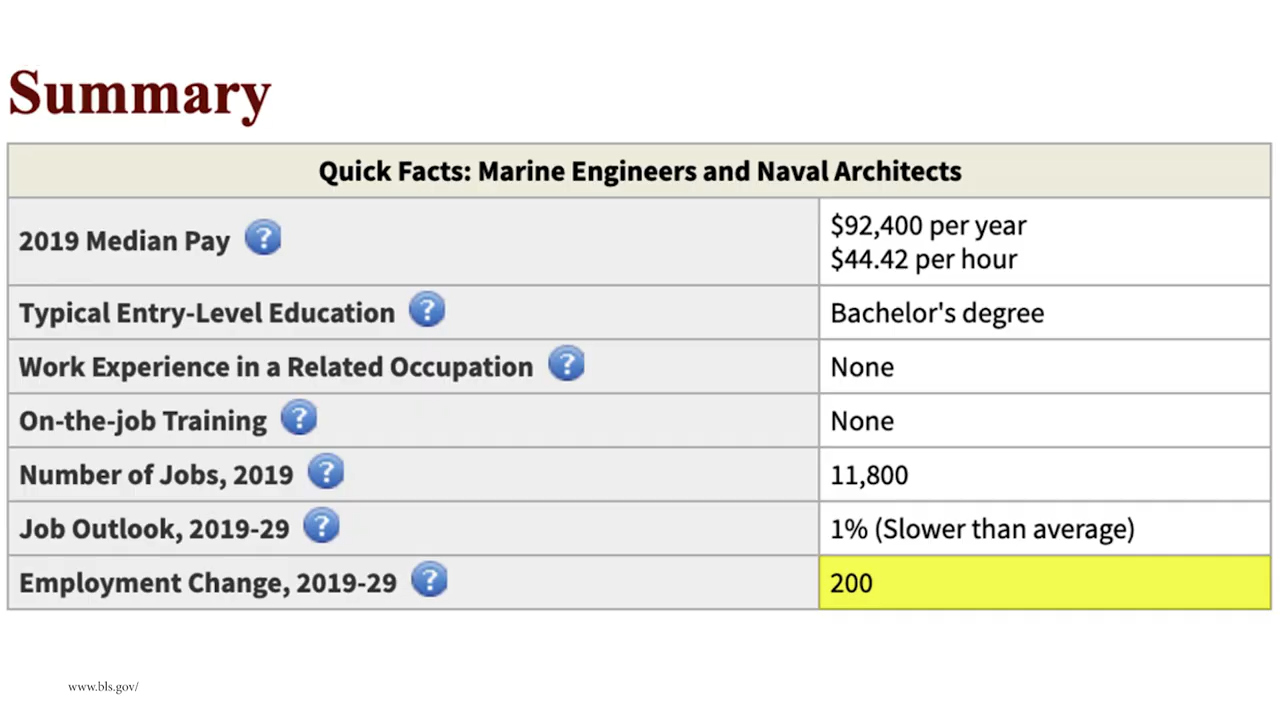 Summary
Quick Facts: Marine Engineers and Naval Architects
2019 Median Pay ?
$92,400 per year
$44.42 per hour
Typical Entry-Level Education ?
Bachelor's degree
Work Experience in a Related Occupation ?
None
On-the-job Training ?
None
Number of Jobs, 2019 ?
11,800
Job Outlook, 2019-29 ?
1% (Slower than average)
Employment Change, 2019-29 ?
200
www.bls.gov/